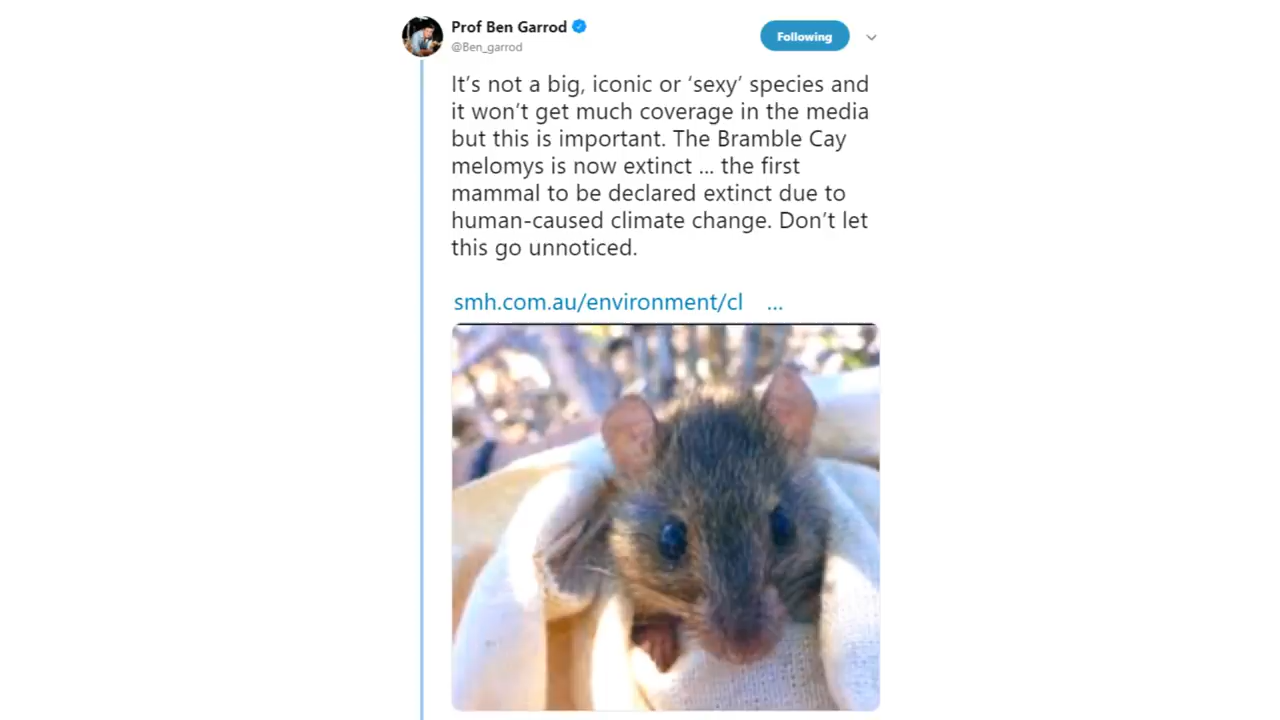 Prof Ben Garrod
@Ben_garrod
Following
It’s not a big, iconic or ‘sexy’ species and
it won’t get much coverage in the media
but this is important. The Bramble Cay
melomys is now extinct ... the first
mammal to be declared extinct due to
human-caused climate change. Don’t let
this go unnoticed.
smh.com.au/environment/cl ...